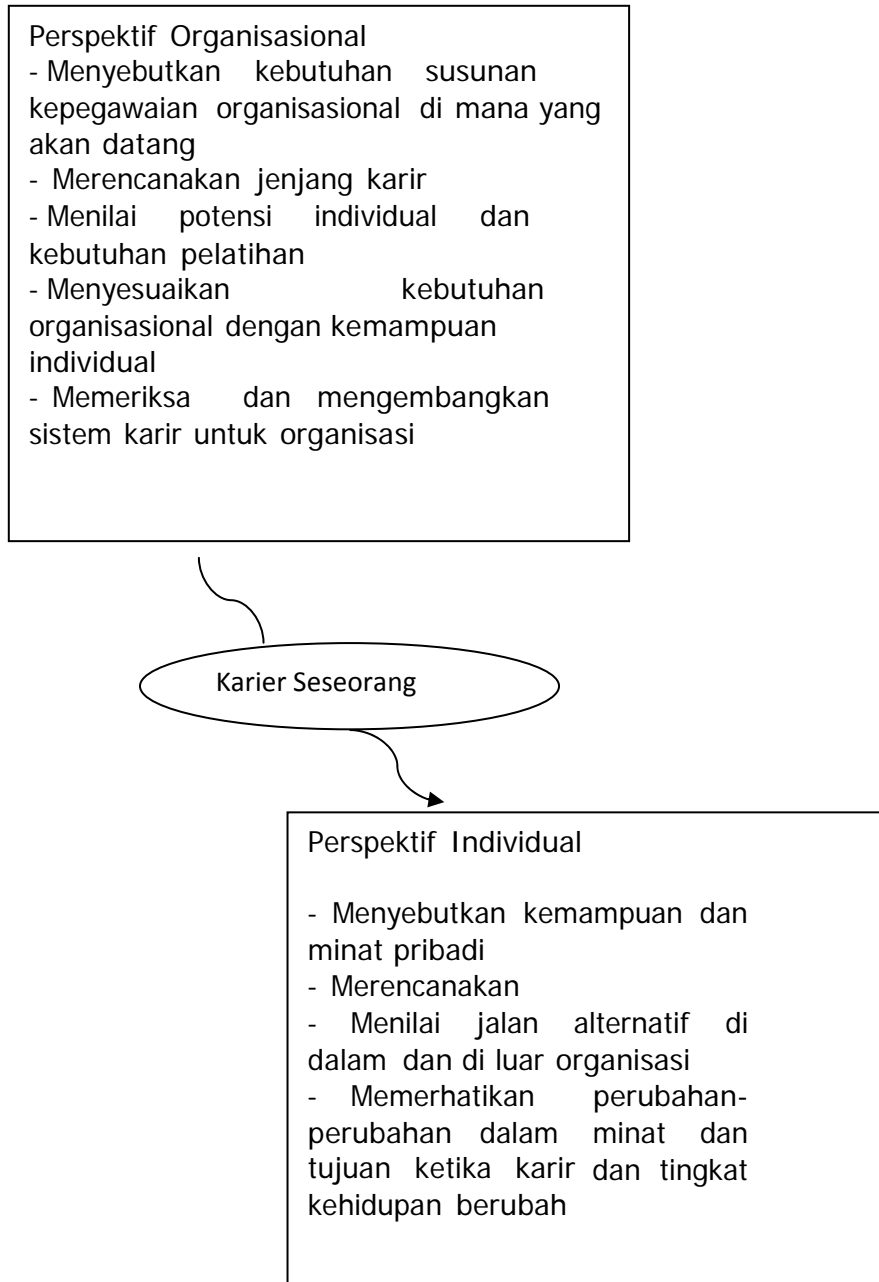 Perspektif Organisasional
- Menyebutkan kebutuhan susunan
kepegawaian organisasional di mana yang
akan datang
- Merencanakan jenjang karir
- Menilai potensi individual dan
kebutuhan pelatihan
- Menyesuaikan kebutuhan
organisasional dengan kemampuan
individual
- Memeriksa dan mengembangkan
sistem karir untuk organisasi
Karier Seseorang
Perspektif Individual
- Menyebutkan kemampuan dan
minat pribadi
- Merencanakan
- Menilai jalan alternatif di
dalam dan di luar organisasi
- Memerhatikan perubahan-
perubahan dalam minat dan
tujuan ketika karir dan tingkat
kehidupan berubah